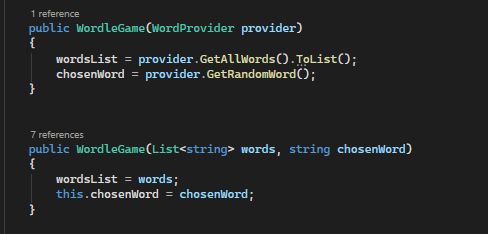 1 reference
public WordleGame(WordProvider provider)
{
wordsList = provider.GetAllWords().ToList();
chosenWord = provider.GetRandomWord();
}
7 references
public WordleGame(List<string> words, string chosenWord)
{
wordsList = words;
this.chosenWord = chosenWord;
}